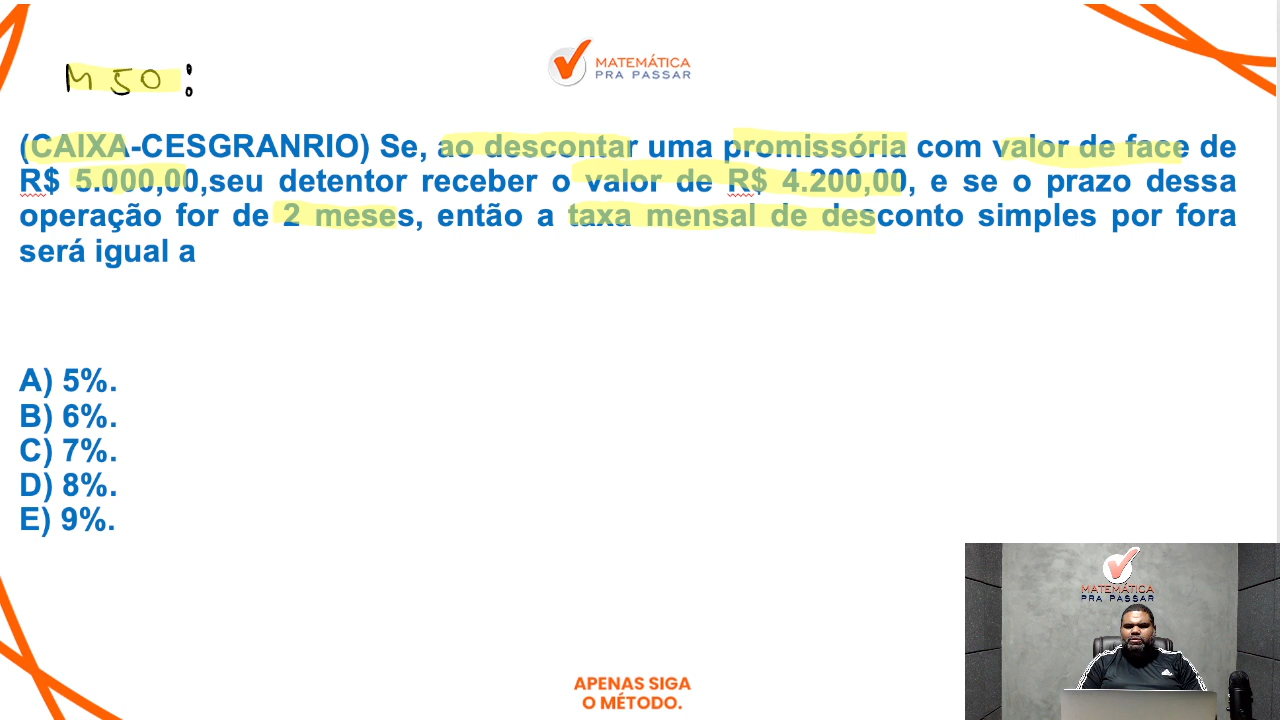 M50:
MATEMÁTICA
PRA PASSAR
(CAIXA-CESGRANRIO) Se, ao descontar uma promissória com valor de face de
R$ 5.000,00,seu detentor receber o valor de R$ 4.200,00, e se o prazo dessa
operação for de 2 meses, então a taxa mensal de desconto simples por fora
será igual a
A) 5%.
B) 6%.
C) 7%.
D) 8%.
E) 9%.
MATEMÁTICA
PRA PASSAR
APENAS SIGA
O MÉTODO.